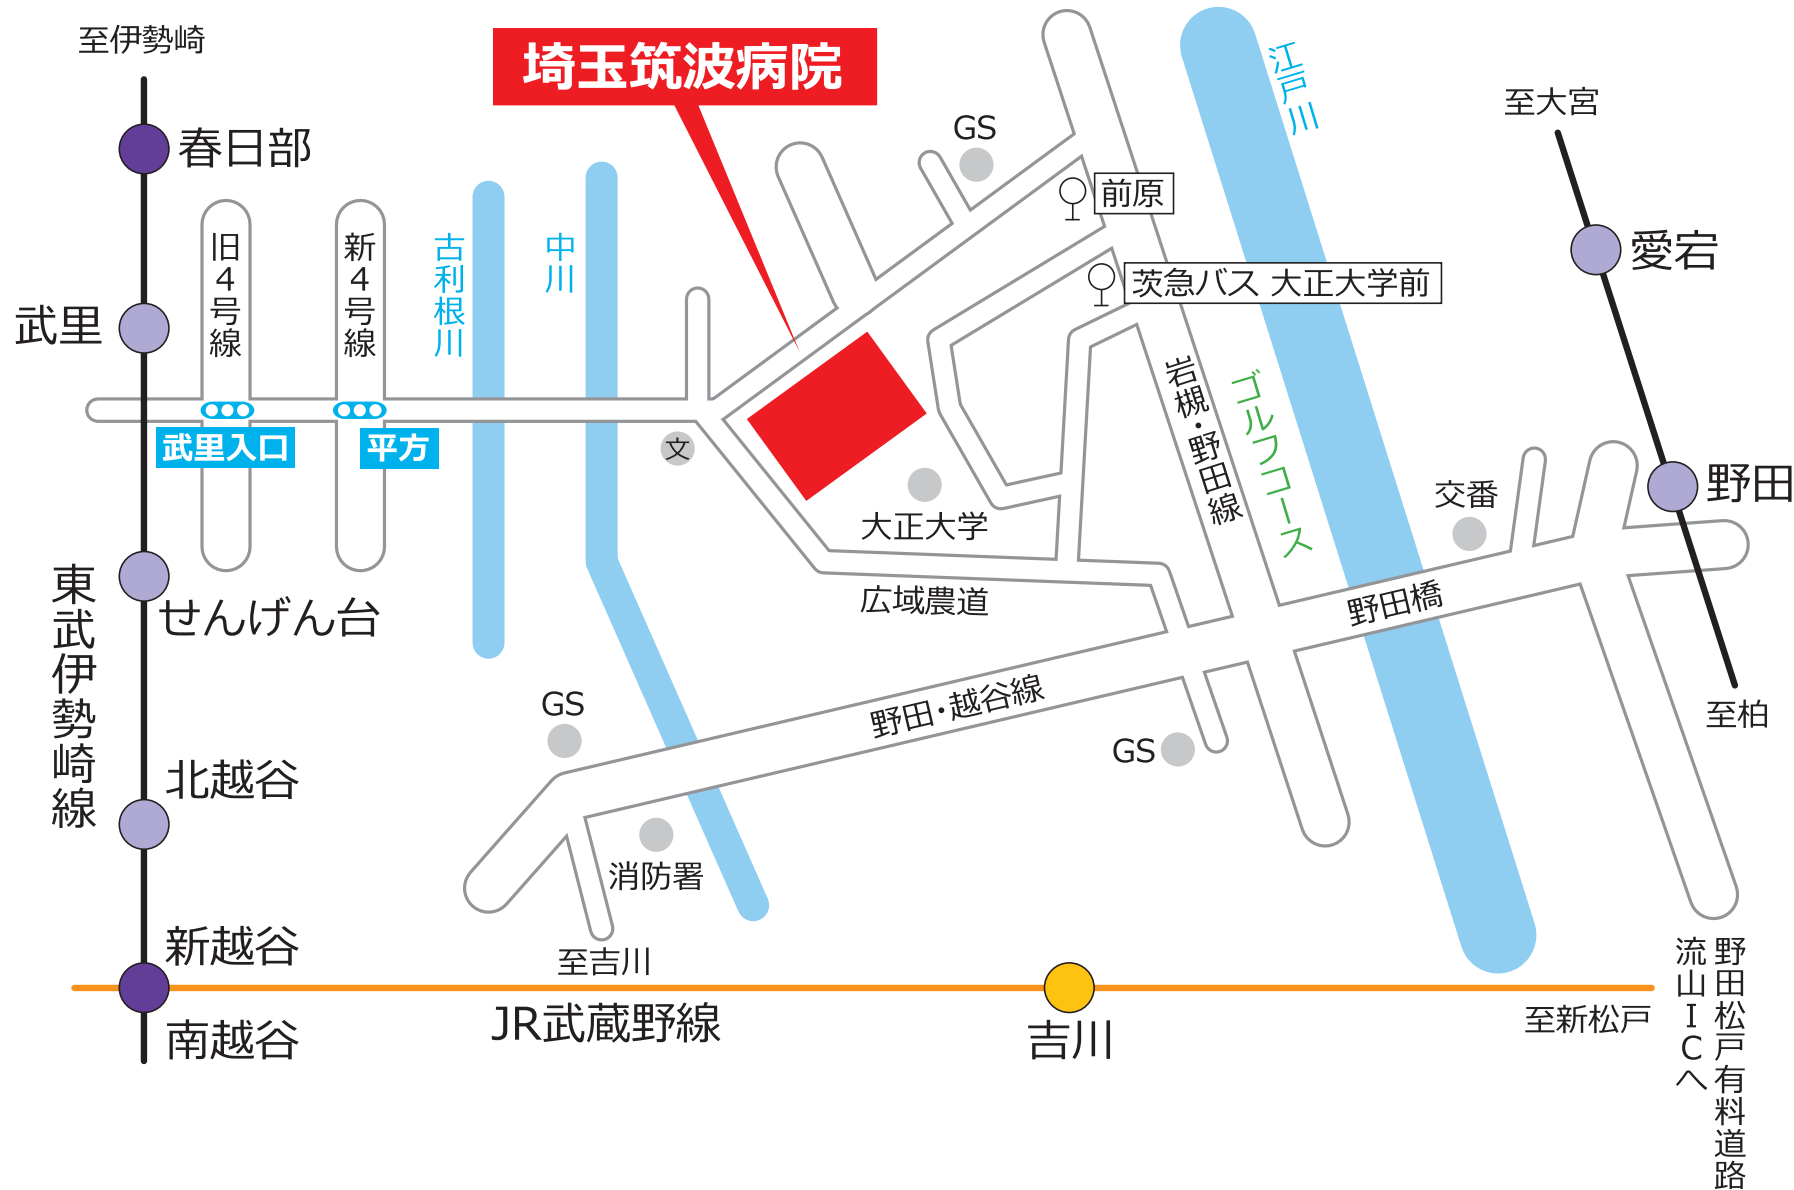 至伊勢崎
埼玉筑波病院
春日部
GS
江戸川
至大宮
前原
愛宕
茨急バス 大正大学前
旧4号線
新4号線
古利根川
中川
武里
岩槻・野田線
ゴルフコース
武里入口
平方
文
大正大学
交番
野田
東武伊勢崎線
せんげん台
広域農道
野田橋
GS
野田・越谷線
GS
至柏
北越谷
消防署
新越谷
至吉川
JR武蔵野線
南越谷
吉川
至新松戸
野田松戸有料道路
流山ICへ